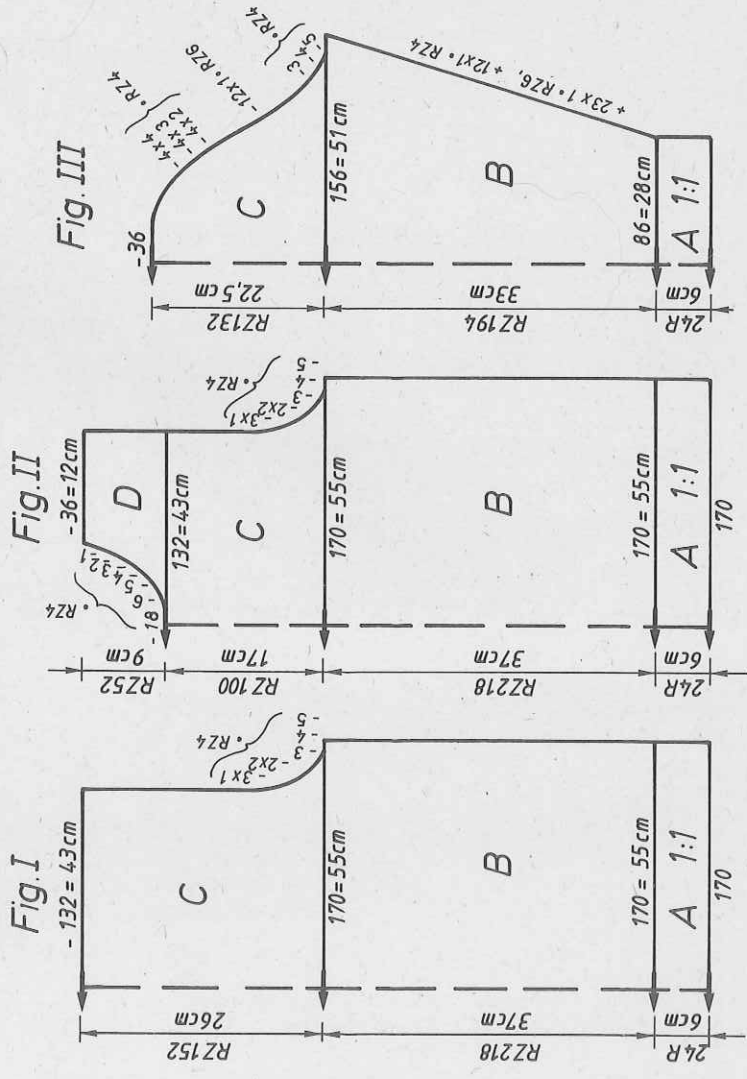 Fig.I
- 132 = 43cm
C
- 3x1
- 2x2
- 3
- 4
- 5
• RZ4
170=55cm
B
170 = 55cm
A 1:1
170
RZ152
26cm
RZ218
37cm
24R
6cm
Fig.II
-36=12cm
D
- 18
- 6
- 5
4
3
2
1
• RZ4
132=43cm
C
- 3x1
- 2x2
- 3
- 4
- 5
• RZ4
170 = 55cm
B
170 = 55cm
A 1:1
170
RZ52
9cm
RZ100
17cm
RZ218
37cm
24R
6cm
Fig.III
-36
-4x4
-4x3
-4x2
• RZ4
-12x1 • RZ6
- 3
-4
-5
• RZ4
C
156=51cm
+ 23x1 • RZ6, +12x1 • RZ4
B
86=28cm
A 1:1
RZ132
22,5cm
RZ194
33cm
24R
6cm